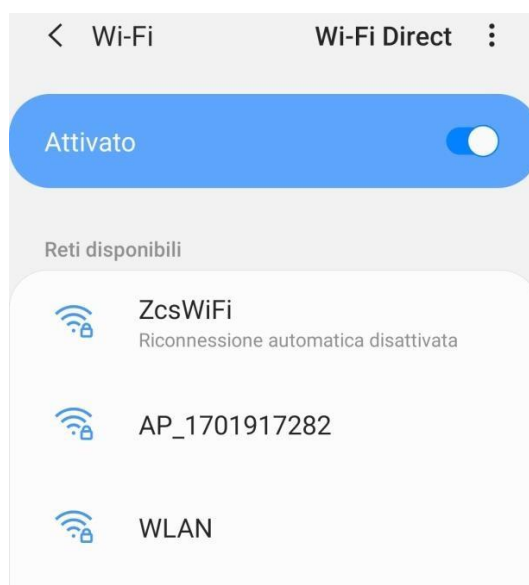 Wi-Fi Wi-Fi Direct
Attivato
Reti disponibili
ZcsWiFi
Riconnessione automatica disattivata
AP_1701917282
WLAN